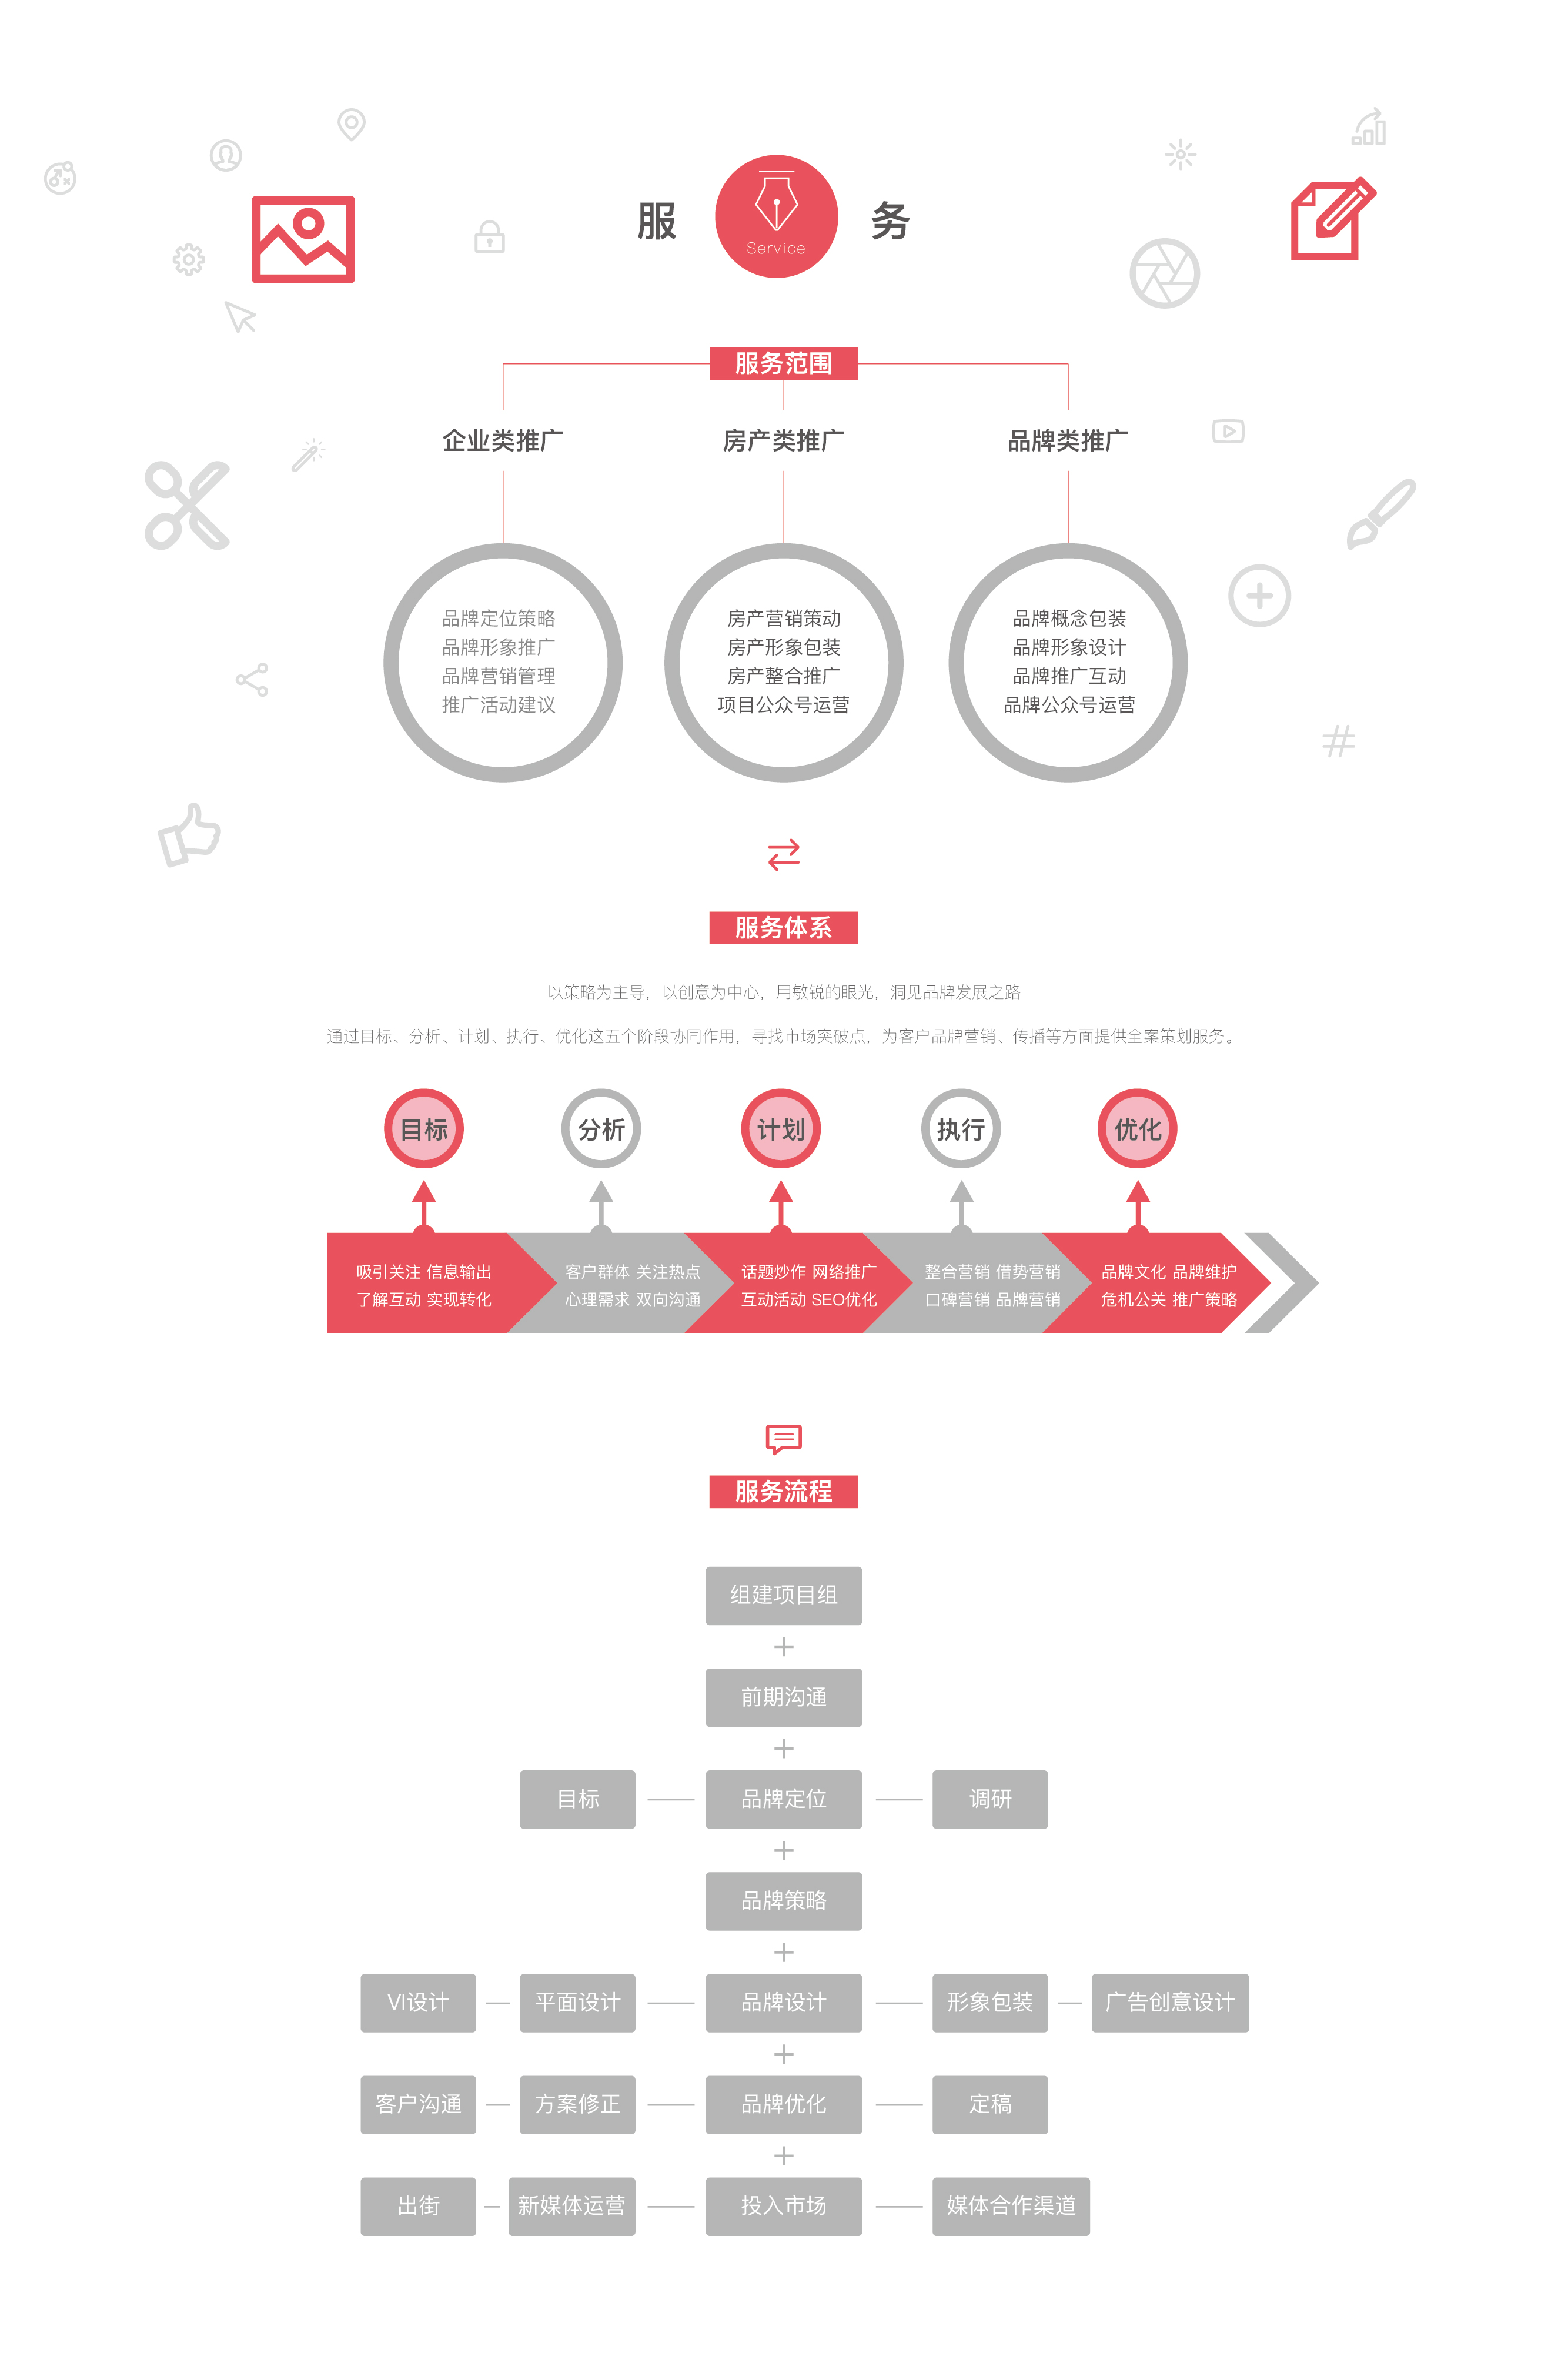 服 务
Service
服务范围
企业类推广 房产类推广 品牌类推广
品牌定位策略
品牌形象推广
品牌营销管理
推广活动建议
房产营销策动
房产形象包装
房产整合推广
项目公众号运营
品牌概念包装
品牌形象设计
品牌推广互动
品牌公众号运营
服务体系
以策略为主导，以创意为中心，用敏锐的眼光，洞见品牌发展之路
通过目标、分析、计划、执行、优化这五个阶段协同作用，寻找市场突破点，为客户品牌营销、传播等方面提供全案策划服务。
目标 分析 计划 执行 优化
吸引关注 信息输出
了解互动 实现转化
客户群体 关注热点
心理需求 双向沟通
话题炒作 网络推广
互动活动 SEO优化
整合营销 借势营销
口碑营销 品牌营销
品牌文化 品牌维护
危机公关 推广策略
服务流程
组建项目组
前期沟通
目标 品牌定位 调研
品牌策略
VI设计 平面设计 品牌设计 形象包装 广告创意设计
客户沟通 方案修正 品牌优化 定稿
出街 新媒体运营 投入市场 媒体合作渠道